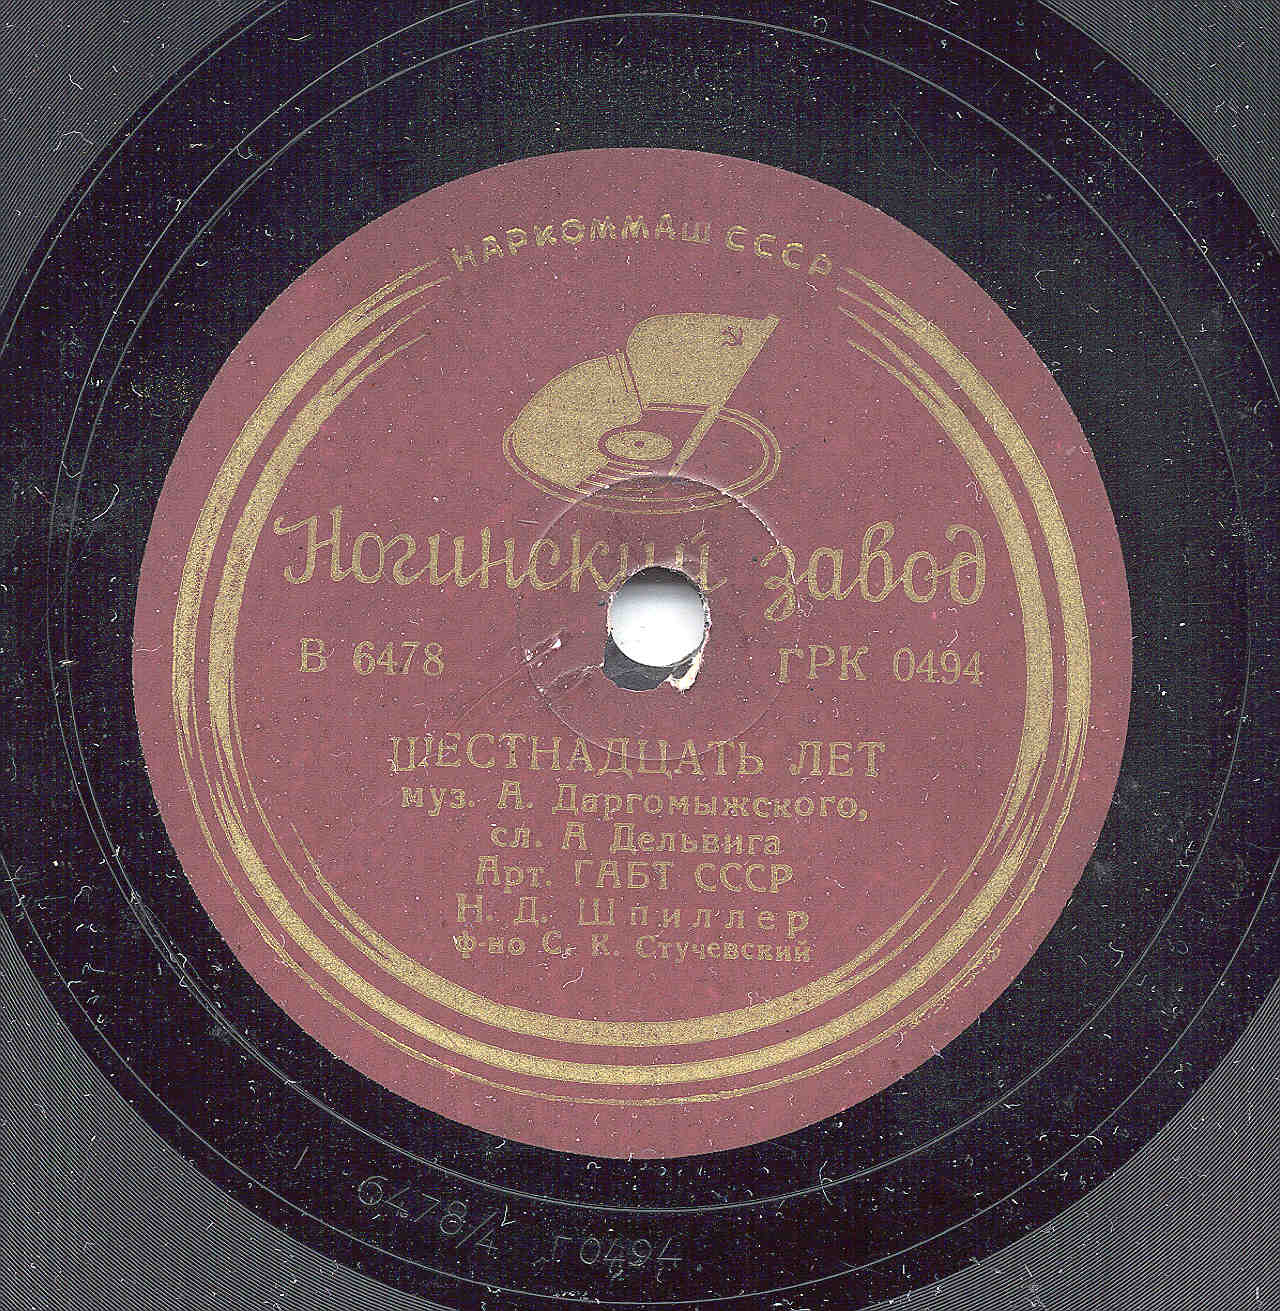 НАРКОММАШ СССР
Ногинский завод
В 6478 ГРК 0494
ШЕСТНАДЦАТЬ ЛЕТ
муз. А. Даргомыжского,
сл. А Дельвига
Арт. ГАБТ СССР
Н. Д. Шпиллер
ф-но С. К. Стучевский
6478/4 Г0494